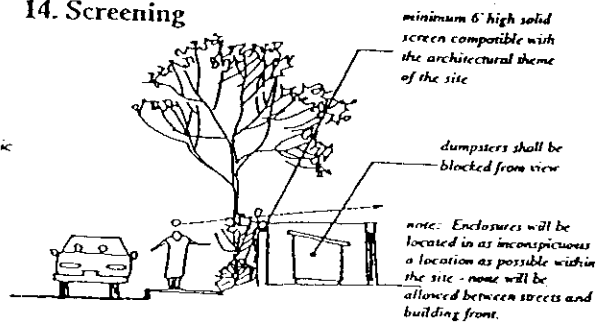 14. Screening
minimum 6' high solid
screen compatible with
the architectural theme
of the site
ic
dumpsters shall be
blocked from view
note: Enclosures will be
located in as inconspicuous
a location as possible within
the site - none will be
allowed between streets and
building front.